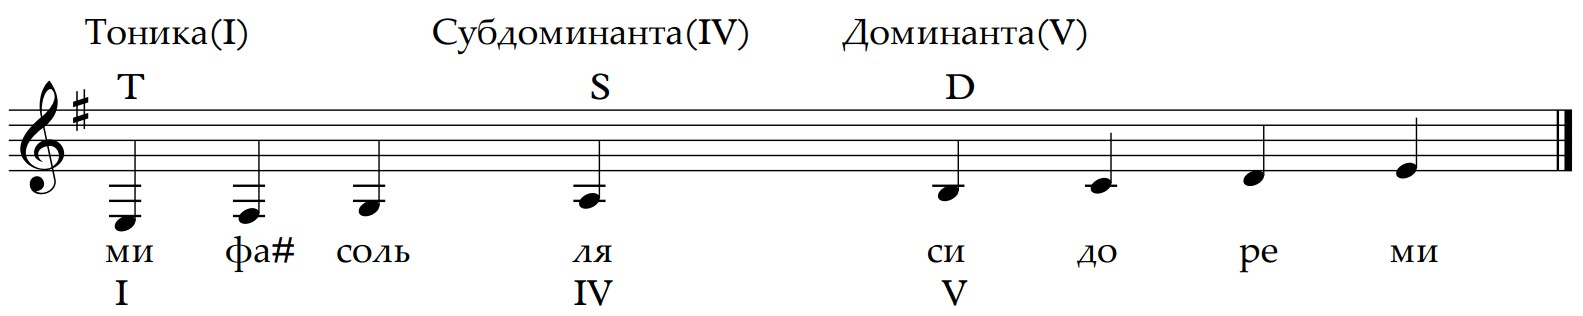 Тоника(I) Субдоминанта(IV) Доминанта(V)
T S D
ми фа# соль ля си до ре ми
I IV V